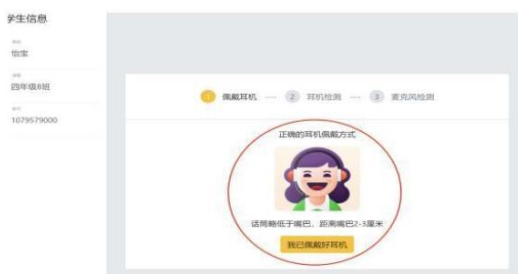 学生信息
怡宝
四年级6班
1079579000
1 佩戴耳机 --- 2 耳机检测 --- 3 麦克风检测
正确的耳机佩戴方式
话筒略低于嘴巴，距离嘴巴2-3厘米
我已佩戴好耳机